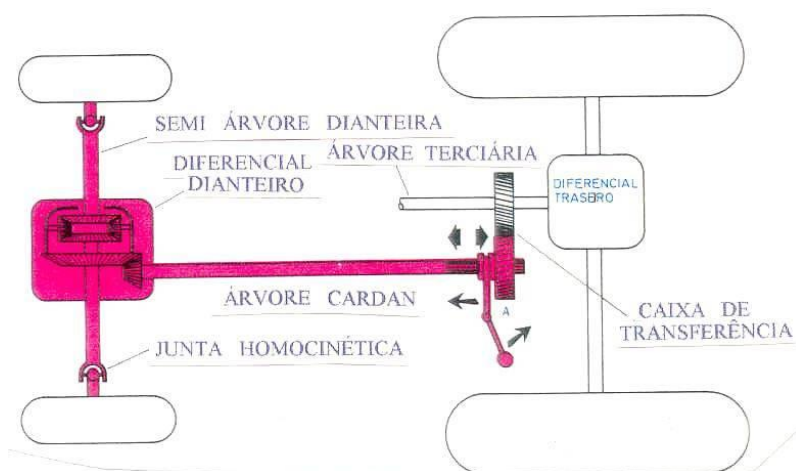 SEMI ÁRVORE DIANTEIRA
DIFERENCIAL
DIANTEIRO
ÁRVORE TERCIÁRIA
DIFERENCIAL
TRASEIRO
ÁRVORE CARDAN
A
CAIXA DE
TRANSFERÊNCIA
JUNTA HOMOCINÉTICA